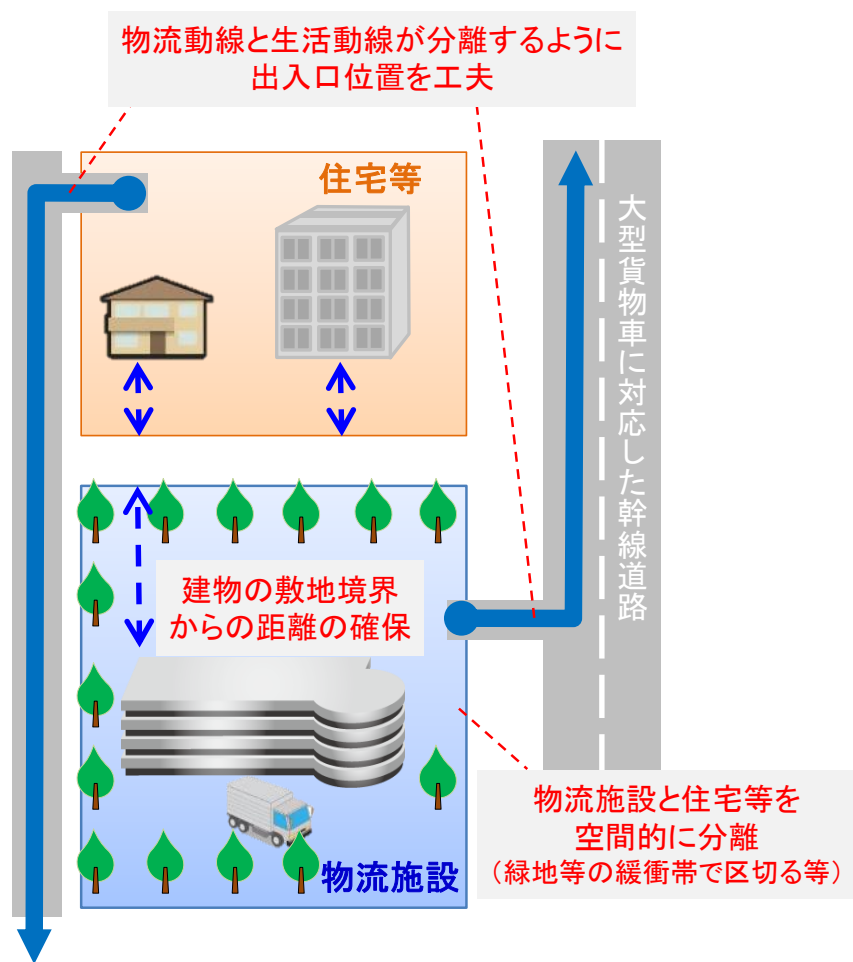 物流動線と生活動線が分離するように
出入口位置を工夫
住宅等
大型貨物車に対応した幹線道路
建物の敷地境界
からの距離の確保
物流施設と住宅等を
空間的に分離
（緑地等の緩衝帯で区切る等）
物流施設